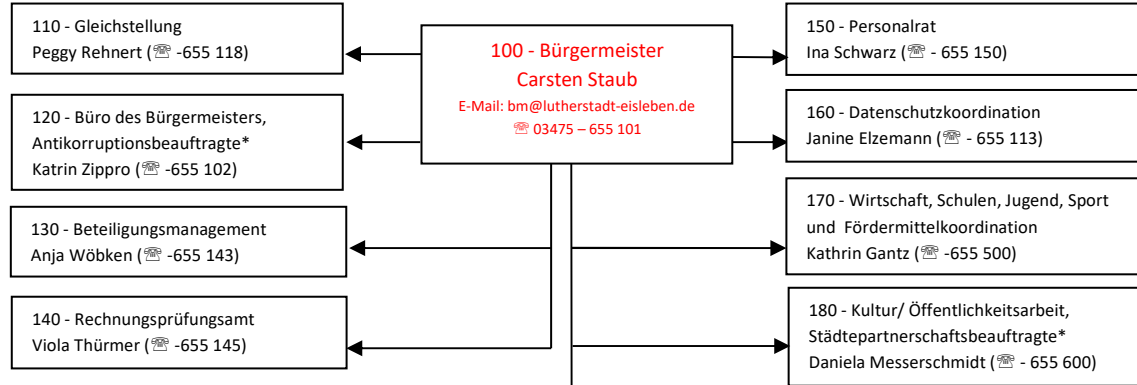 110 - Gleichstellung
Peggy Rehnert (☏ -655 118)
120 - Büro des Bürgermeisters,
Antikorruptionsbeauftragte*
Katrin Zippro (☏ -655 102)
130 - Beteiligungsmanagement
Anja Wöbken (☏ -655 143)
140 - Rechnungsprüfungsamt
Viola Thürmer (☏ -655 145)
100 - Bürgermeister
Carsten Staub
E-Mail: bm@lutherstadt-eisleben.de
☏ 03475 – 655 101
150 - Personalrat
Ina Schwarz (☏ - 655 150)
160 - Datenschutzkoordination
Janine Elzemann (☏ - 655 113)
170 - Wirtschaft, Schulen, Jugend, Sport
und Fördermittelkoordination
Kathrin Gantz (☏ -655 500)
180 - Kultur/ Öffentlichkeitsarbeit,
Städtepartnerschaftsbeauftragte*
Daniela Messerschmidt (☏ - 655 600)